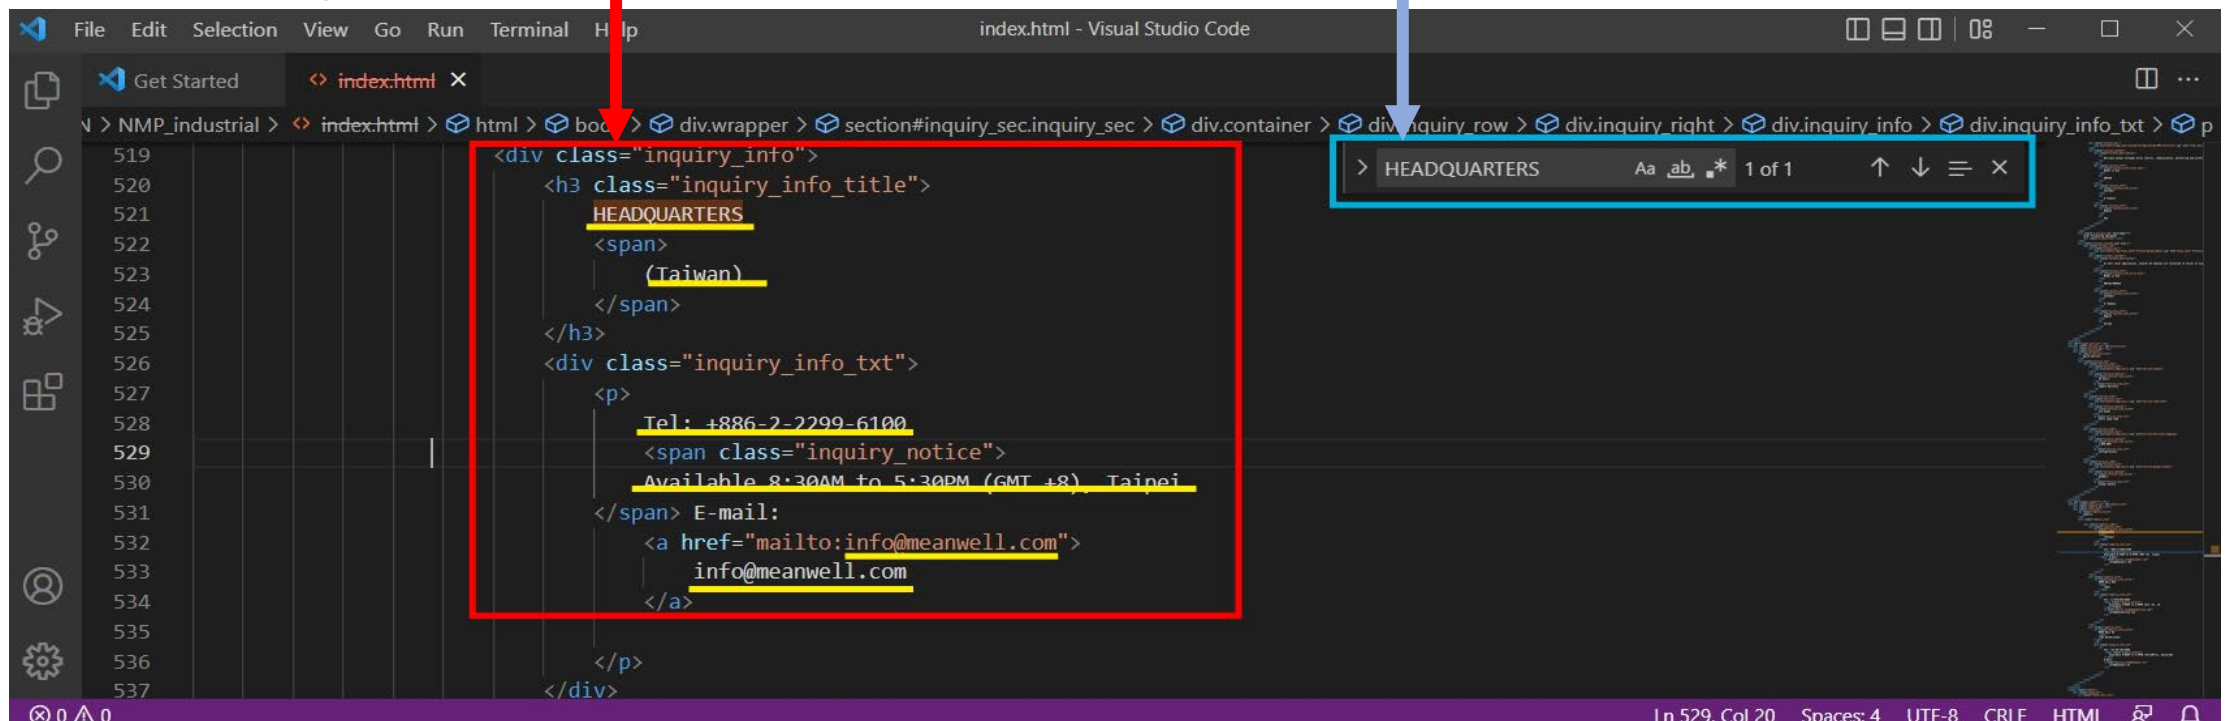 File Edit Selection View Go Run Terminal Help index.html - Visual Studio Code
Get Started <> index.html
NMP_industrial > <> index.html > html > body > div.wrapper > section#inquiry_sec.inquiry_sec > div.container > div.inquiry_row > div.inquiry_right > div.inquiry_info > div.inquiry_info_txt > p
HEADQUARTERS Aa ab 1 of 1
519 <div class="inquiry_info">
520 <h3 class="inquiry_info_title">
521 HEADQUARTERS
522 <span>
523 (Taiwan)
524 </span>
525 </h3>
526 <div class="inquiry_info_txt">
527 <p>
528 Tel: +886-2-2299-6100
529 <span class="inquiry_notice">
530 Available 8:30AM to 5:30PM (GMT +8), Taipei
531 </span> E-mail:
532 <a href="mailto:info@meanwell.com">
533 info@meanwell.com
534 </a>
535
536 </p>
537 </div>
0 0 Ln 529, Col 20 Spaces: 4 UTF-8 CRLF HTML